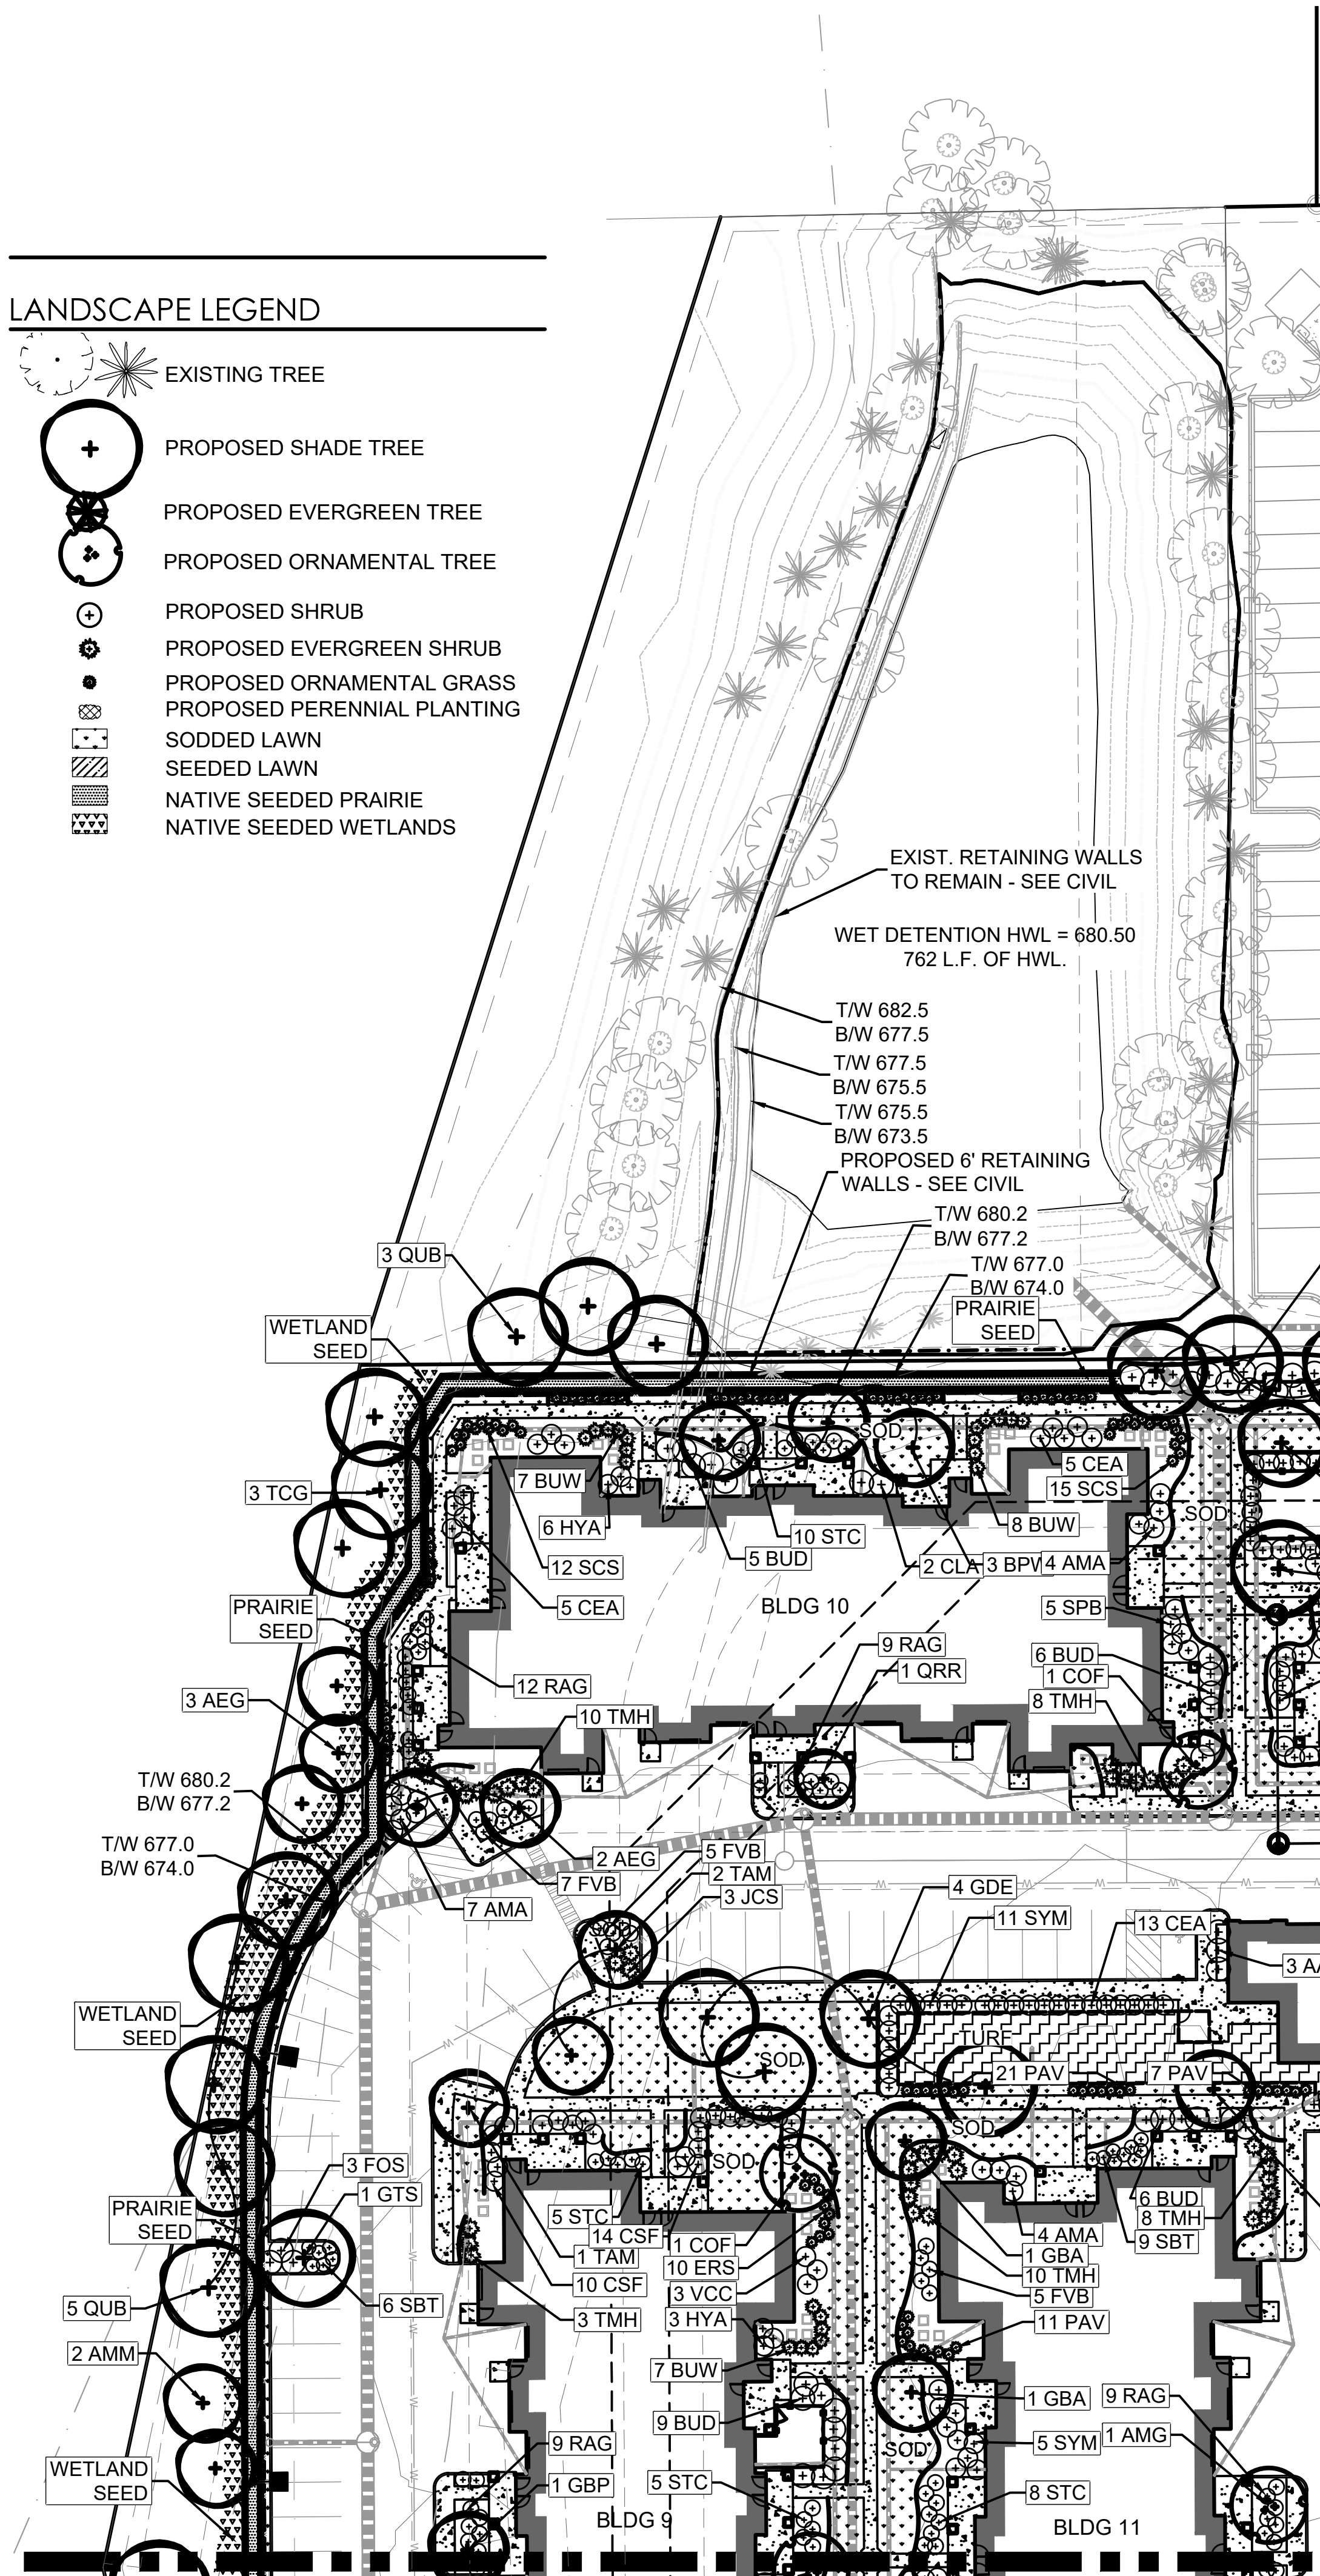 LANDSCAPE LEGEND
EXISTING TREE
PROPOSED SHADE TREE
PROPOSED EVERGREEN TREE
PROPOSED ORNAMENTAL TREE
PROPOSED SHRUB
PROPOSED EVERGREEN SHRUB
PROPOSED ORNAMENTAL GRASS
PROPOSED PERENNIAL PLANTING
SODDED LAWN
SEEDED LAWN
NATIVE SEEDED PRAIRIE
NATIVE SEEDED WETLANDS
EXIST. RETAINING WALLS
TO REMAIN - SEE CIVIL
WET DETENTION HWL = 680.50
762 L.F. OF HWL.
T/W 682.5
B/W 677.5
T/W 677.5
B/W 675.5
T/W 675.5
B/W 673.5
PROPOSED 6' RETAINING
WALLS - SEE CIVIL
T/W 680.2
B/W 677.2
T/W 677.0
B/W 674.0
PRAIRIE
SEED
3 QUB
WETLAND
SEED
SOD
5 CEA
7 BUW
15 SCS
3 TCG
SOD
6 HYA
8 BUW
10 STC
5 BUD
12 SCS
2 CLA
3 BPW
4 AMA
5 CEA
BLDG 10
5 SPB
PRAIRIE
SEED
9 RAG
6 BUD
1 QRR
1 COF
12 RAG
8 TMH
3 AEG
10 TMH
T/W 680.2
B/W 677.2
T/W 677.0
B/W 674.0
5 FVB
2 AEG
2 TAM
7 FVB
3 JCS
4 GDE
7 AMA
11 SYM
13 CEA
3 A
WETLAND
SEED
TURF
SOD
21 PAV
7 PAV
SOD
SOD
3 FOS
1 GTS
PRAIRIE
SEED
6 BUD
5 STC
8 TMH
14 CSF
4 AMA
9 SBT
1 COF
1 TAM
1 GBA
10 ERS
10 TMH
10 CSF
5 FVB
3 VCC
5 QUB
6 SBT
3 TMH
3 HYA
11 PAV
2 AMM
7 BUW
1 GBA
9 RAG
9 BUD
9 RAG
SOD
5 SYM
1 AMG
WETLAND
SEED
1 GBP
5 STC
8 STC
BLDG 9
BLDG 11